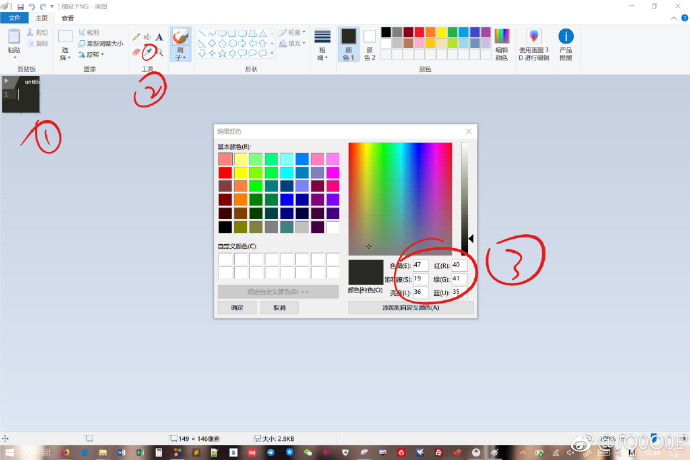 捕捉.PNG - 画图
文件 主页 查看
粘贴 剪切 复制
选择 裁剪 重新调整大小 旋转
A
刷子
形状
轮廓 填充
粗细
颜色 1
颜色 2
编辑颜色
使用画图 3D 进行编辑
产品提醒
剪贴板 图像 工具 形状 颜色
untitl
1
①
②
编辑颜色
基本颜色(B):
自定义颜色(C)
规定自定义颜色(D) >>
确定 取消
色调(E): 47 红(R): 40
饱和度(S): 19 绿(G): 41
亮度(L): 36 蓝(U): 35
颜色|纯色(O)
添加到自定义颜色(A)
③
149 × 146像素 大小: 2.8KB